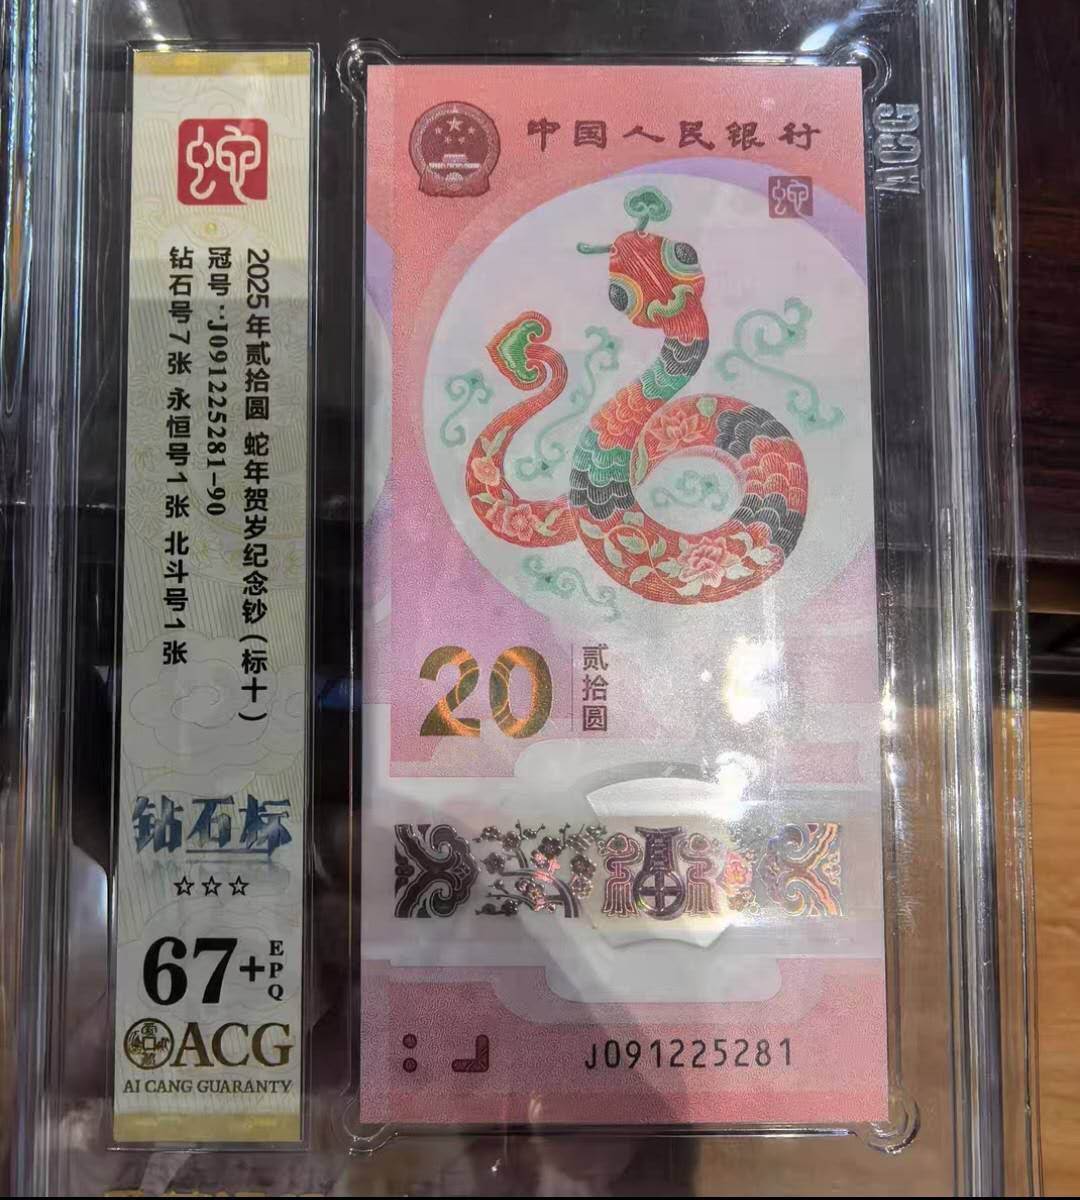 蛇
2025年贰拾圆 蛇年贺岁纪念钞(标十)
冠号:J091225281-90
钻石号7张 永恒号1张 北斗号1张
钻石标
☆☆☆
67+EPQ
ACG
AI CANG GUARANTY
中国人民银行
蛇
20
贰拾圆
J091225281
ACG